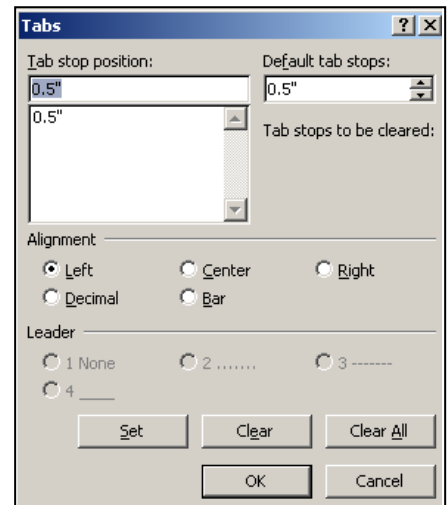 Tabs
Tab stop position: Default tab stops:
0.5" 0.5"
0.5"
Tab stops to be cleared:
Alignment
Left Center Right
Decimal Bar
Leader
1 None 2 ....... 3 -------
4 ____
Set Clear Clear All
OK Cancel